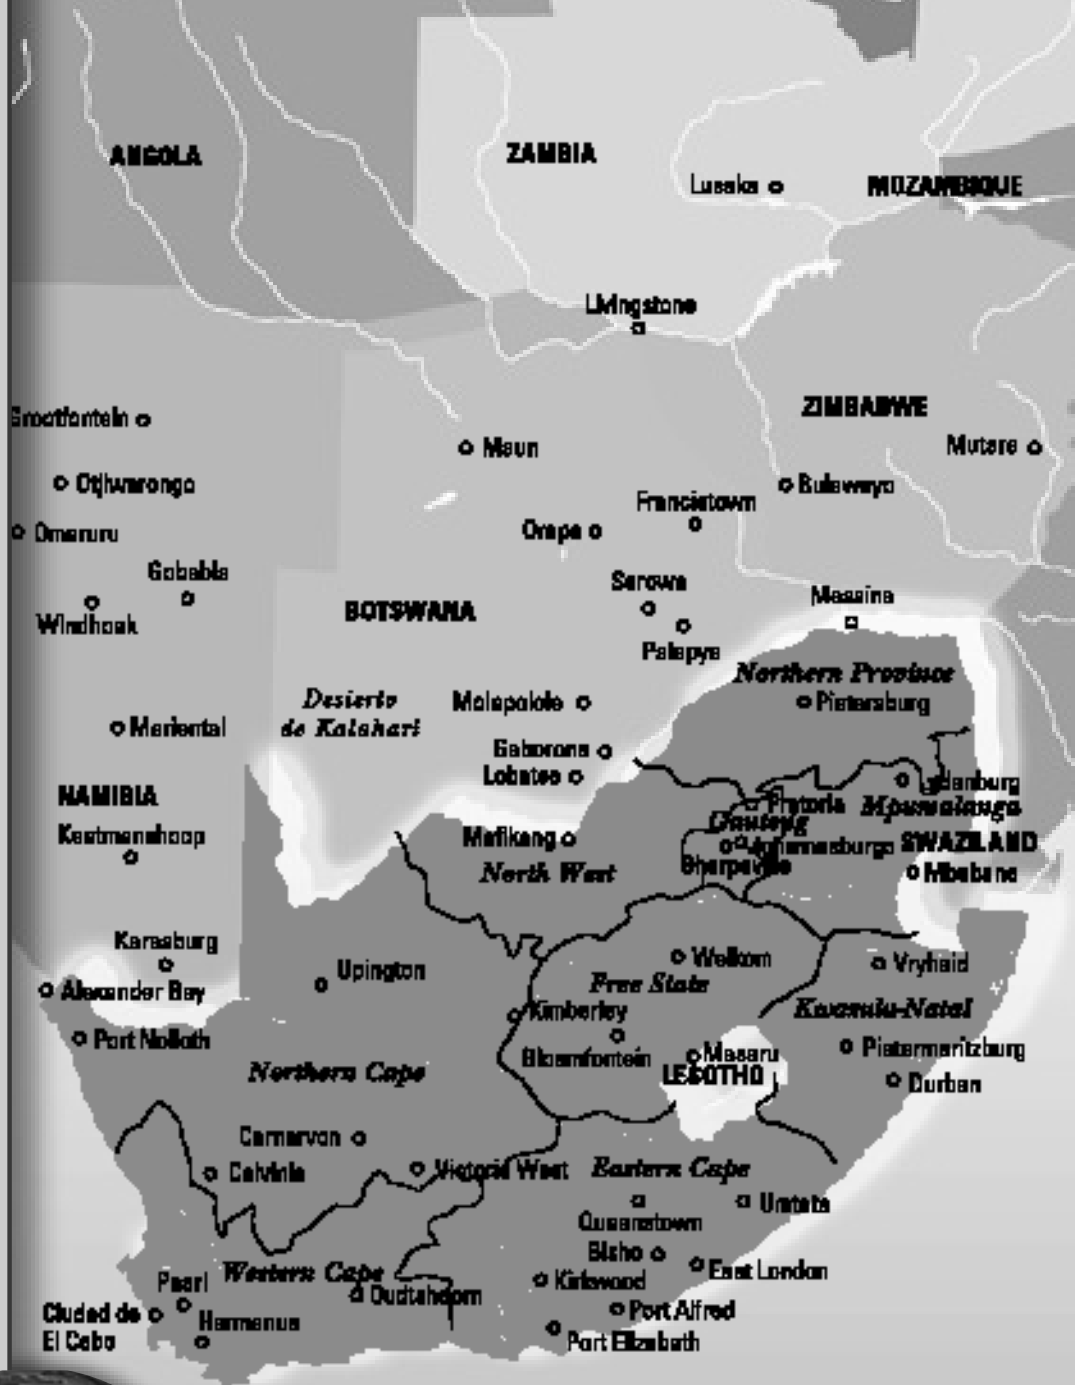 ANGOLA
ZAMBIA
Lusaka
MOZAMBIQUE
Livingstone
Grootfontein
ZIMBABWE
Maun
Mutare
Otjiwarongo
Bulawayo
Francistown
Omaruru
Orapa
Gobabis
Serowe
Messina
Windhoek
BOTSWANA
Palapye
Northern Province
Desierto
de Kalahari
Molepolole
Pietersburg
Mariental
Gaborone
Lobatse
Lydenburg
NAMIBIA
Pretoria
Mpumalanga
Gauteng
Keetmanshoop
Mafikeng
Johannesburgo
SWAZILAND
Sharpeville
North West
Mbabane
Karasburg
Upington
Welkom
Vryheid
Alexander Bay
Free State
Kimberley
Kwazulu-Natal
Port Nolloth
Bloemfontein
Maseru
Pietermaritzburg
LESOTHO
Northern Cape
Durban
Carnarvon
Calvinia
Victoria West
Eastern Cape
Umtata
Queenstown
Bisho
Western Cape
Kirkwood
East London
Paarl
Oudtshoorn
Ciudad de
El Cabo
Hermanus
Port Alfred
Port Elizabeth